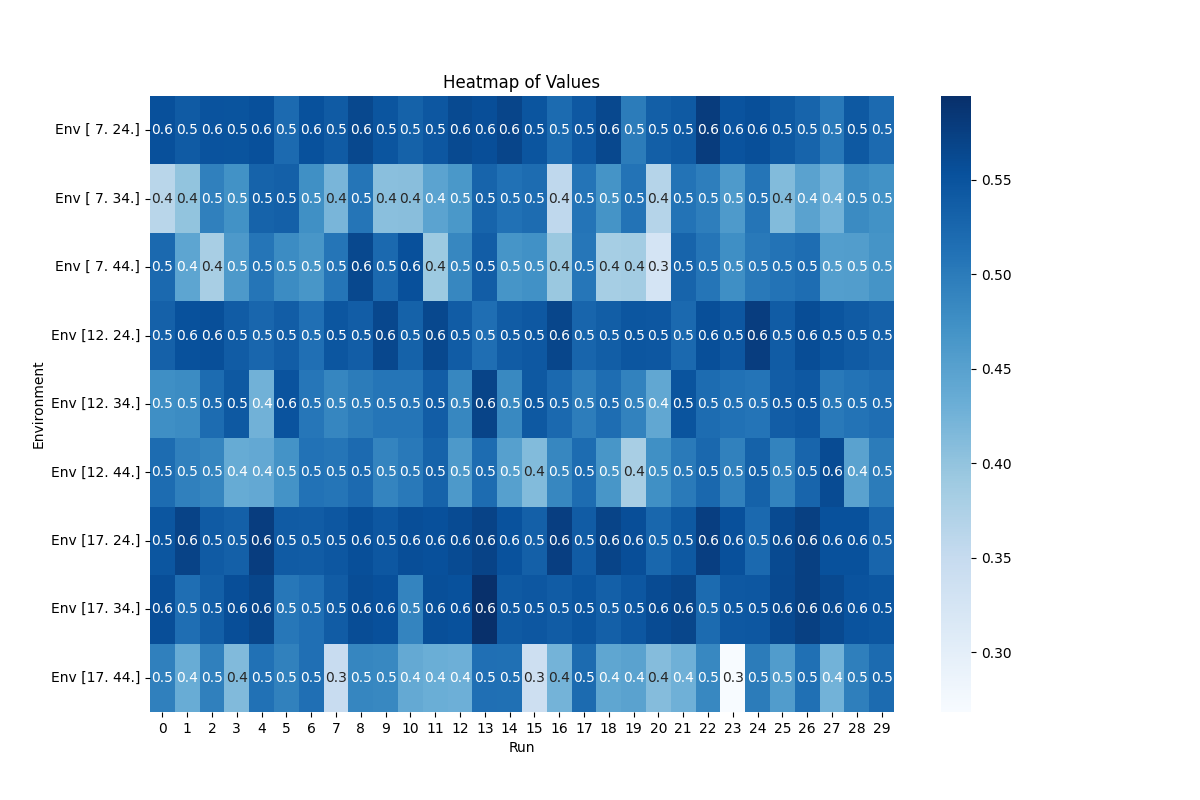 Heatmap of Values
Env [ 7. 24.] 0.6 0.5 0.6 0.5 0.6 0.5 0.6 0.5 0.6 0.5 0.5 0.5 0.6 0.6 0.6 0.5 0.5 0.5 0.6 0.5 0.5 0.5 0.6 0.6 0.6 0.5 0.5 0.5 0.5 0.5
0.55
Env [ 7. 34.] 0.4 0.4 0.5 0.5 0.5 0.5 0.5 0.4 0.5 0.4 0.4 0.4 0.5 0.5 0.5 0.5 0.4 0.5 0.5 0.5 0.4 0.5 0.5 0.5 0.5 0.4 0.4 0.4 0.5 0.5
Env [ 7. 44.] 0.5 0.4 0.4 0.5 0.5 0.5 0.5 0.5 0.6 0.5 0.6 0.4 0.5 0.5 0.5 0.5 0.4 0.5 0.4 0.4 0.3 0.5 0.5 0.5 0.5 0.5 0.5 0.5 0.5 0.5
0.50
Env [12. 24.] 0.5 0.6 0.6 0.5 0.5 0.5 0.5 0.5 0.5 0.6 0.5 0.6 0.5 0.5 0.5 0.5 0.6 0.5 0.5 0.5 0.5 0.5 0.6 0.5 0.6 0.5 0.6 0.5 0.5 0.5
0.45
Env [12. 34.] 0.5 0.5 0.5 0.5 0.4 0.6 0.5 0.5 0.5 0.5 0.5 0.5 0.5 0.6 0.5 0.5 0.5 0.5 0.5 0.5 0.4 0.5 0.5 0.5 0.5 0.5 0.5 0.5 0.5 0.5
Environment
Env [12. 44.] 0.5 0.5 0.5 0.4 0.4 0.5 0.5 0.5 0.5 0.5 0.5 0.5 0.5 0.5 0.5 0.4 0.5 0.5 0.5 0.4 0.5 0.5 0.5 0.5 0.5 0.5 0.5 0.6 0.4 0.5
0.40
Env [17. 24.] 0.5 0.6 0.5 0.5 0.6 0.5 0.5 0.5 0.6 0.5 0.6 0.6 0.6 0.6 0.6 0.5 0.6 0.5 0.6 0.6 0.5 0.5 0.6 0.6 0.5 0.6 0.6 0.6 0.6 0.5
0.35
Env [17. 34.] 0.6 0.5 0.5 0.6 0.6 0.5 0.5 0.5 0.6 0.6 0.5 0.6 0.6 0.6 0.5 0.5 0.5 0.5 0.5 0.5 0.6 0.6 0.5 0.5 0.5 0.6 0.6 0.6 0.6 0.5
0.30
Env [17. 44.] 0.5 0.4 0.5 0.4 0.5 0.5 0.5 0.3 0.5 0.5 0.4 0.4 0.4 0.5 0.5 0.3 0.4 0.5 0.4 0.4 0.4 0.4 0.5 0.3 0.5 0.5 0.5 0.4 0.5 0.5
0 1 2 3 4 5 6 7 8 9 10 11 12 13 14 15 16 17 18 19 20 21 22 23 24 25 26 27 28 29
Run